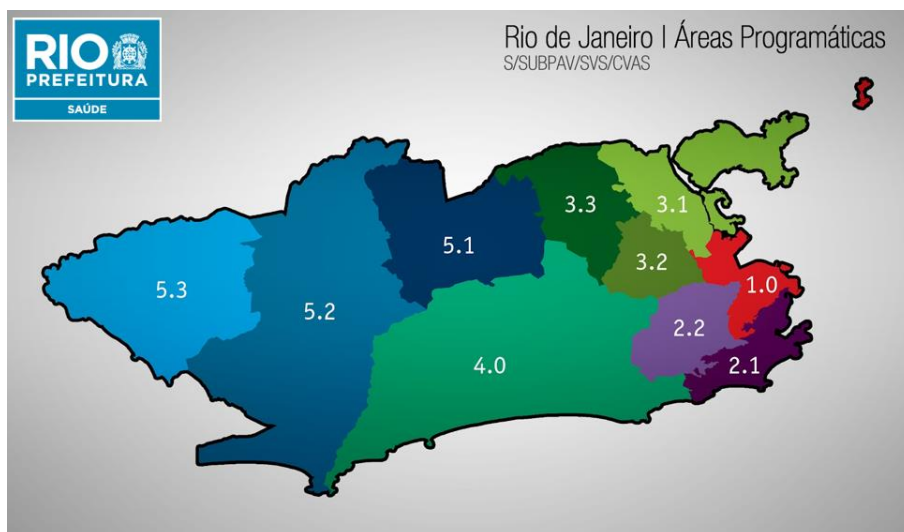 RIO
PREFEITURA
SAÚDE
Rio de Janeiro | Áreas Programáticas
S/SUBPAV/SVS/CVAS
3.3
3.1
5.1
3.2
5.3
1.0
5.2
2.2
4.0
2.1